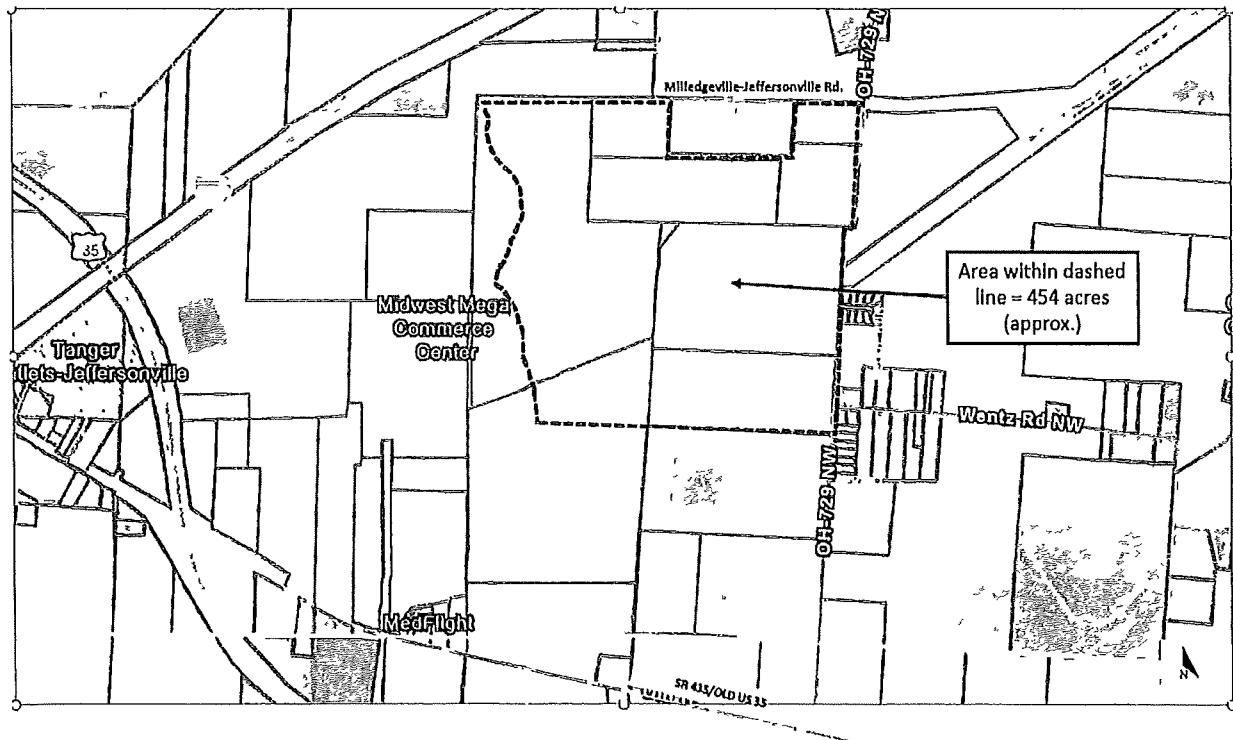 Milledgeville-Jeffersonville Rd.
OH-729 N
35
Area within dashed
line = 454 acres
(approx.)
Midwest Mega
Commerce
Center
Tanger
tlets-Jeffersonville
Wentz Rd NW
OH-729 NW
MedFlight
SR 435/OLD US 35
N